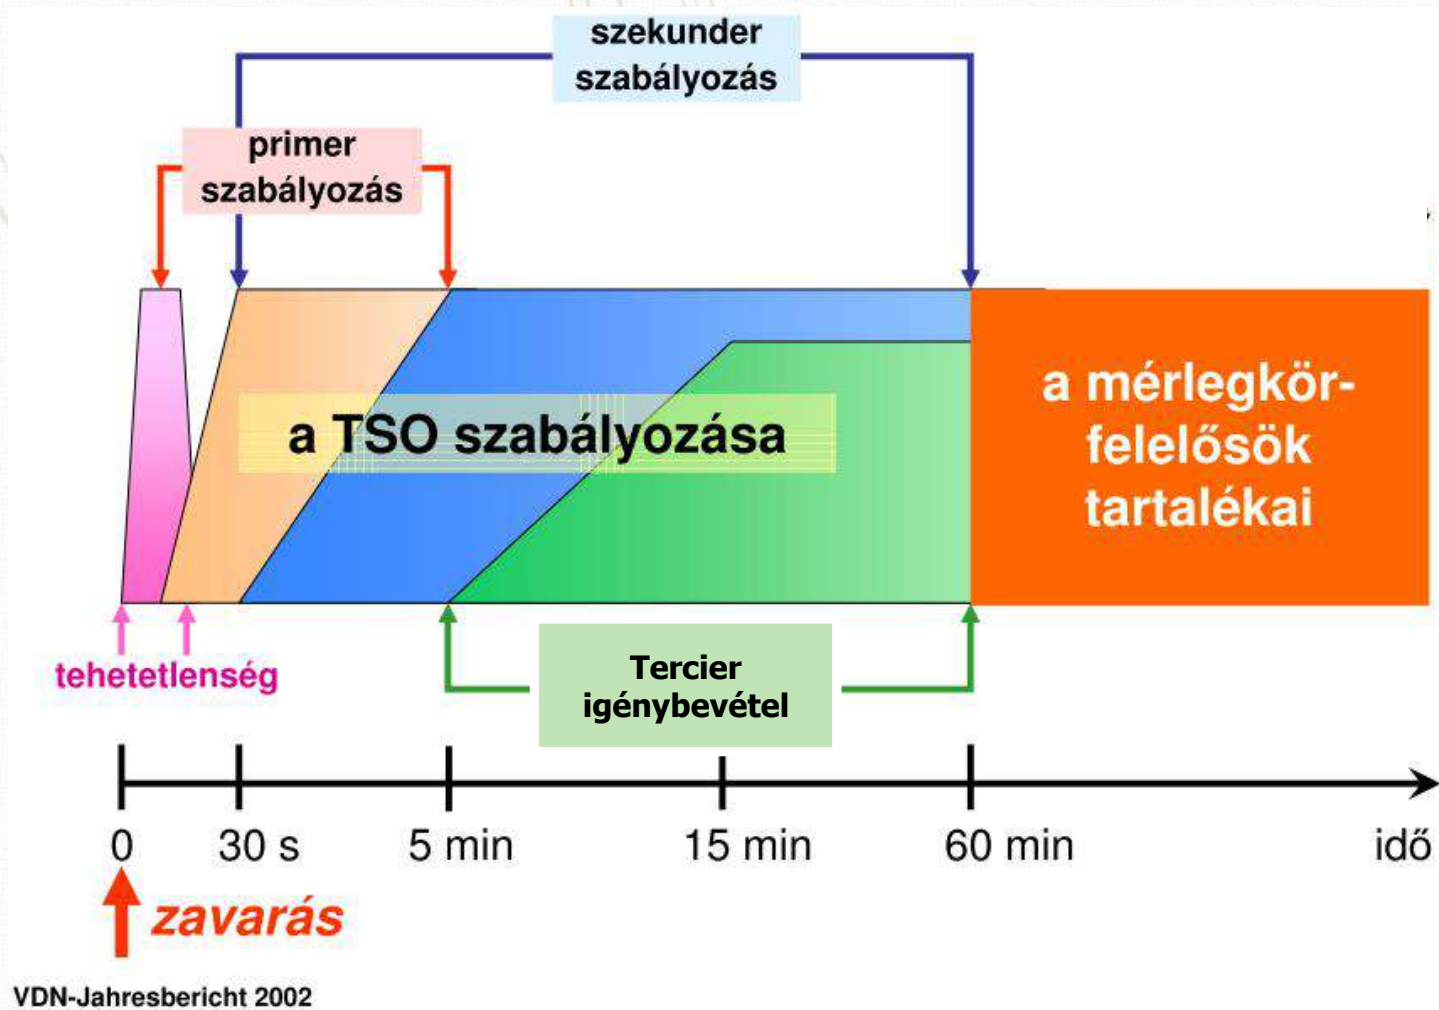 szekunder
szabályozás
primer
szabályozás
a TSO szabályozása
a mérlegkör-
felelősök
tartalékai
tehetetlenség
Tercier
igénybevétel
0
30 s
5 min
15 min
60 min
idő
zavarás
VDN-Jahresbericht 2002